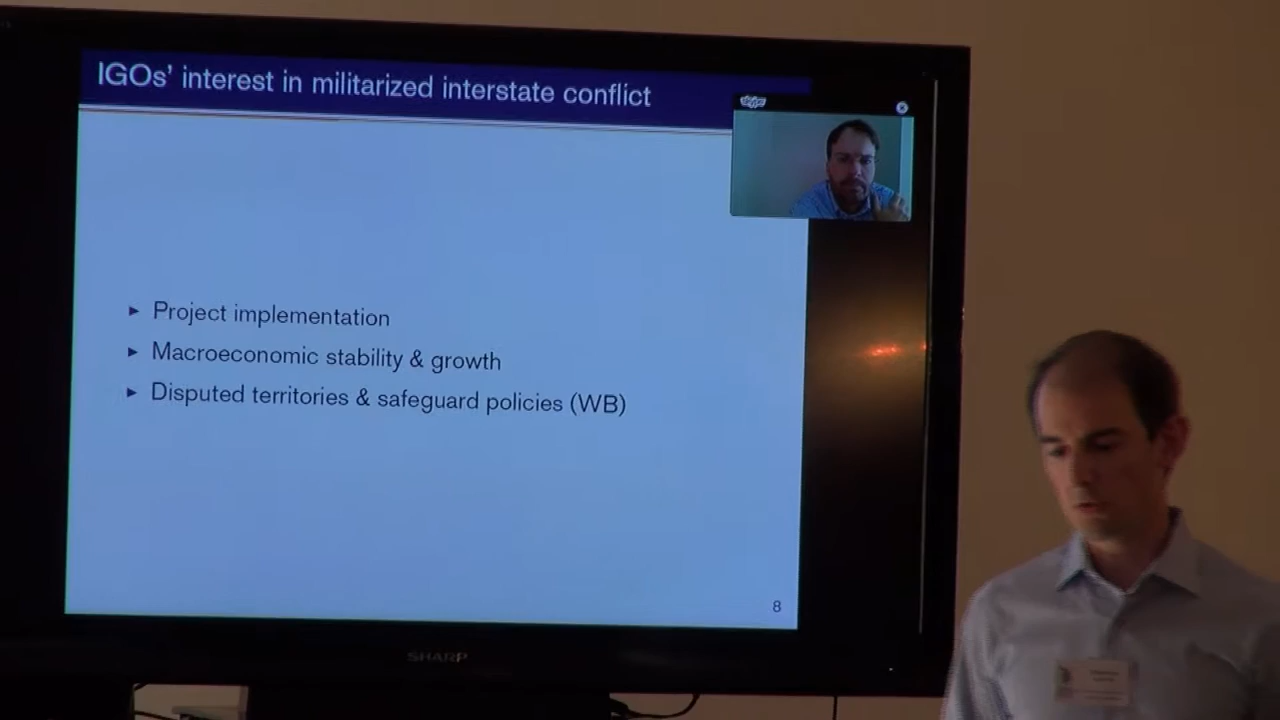 IGOs' interest in militarized interstate conflict
skype
► Project implementation
► Macroeconomic stability & growth
► Disputed territories & safeguard policies (WB)
8
SHARP